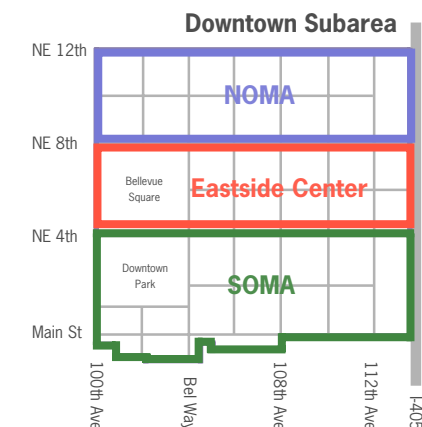 Downtown Subarea
NE 12th
NOMA
NE 8th
Bellevue
Square
Eastside Center
NE 4th
Downtown
Park
SOMA
Main St
100th Ave
Bel Way
108th Ave
112th Ave
I-405